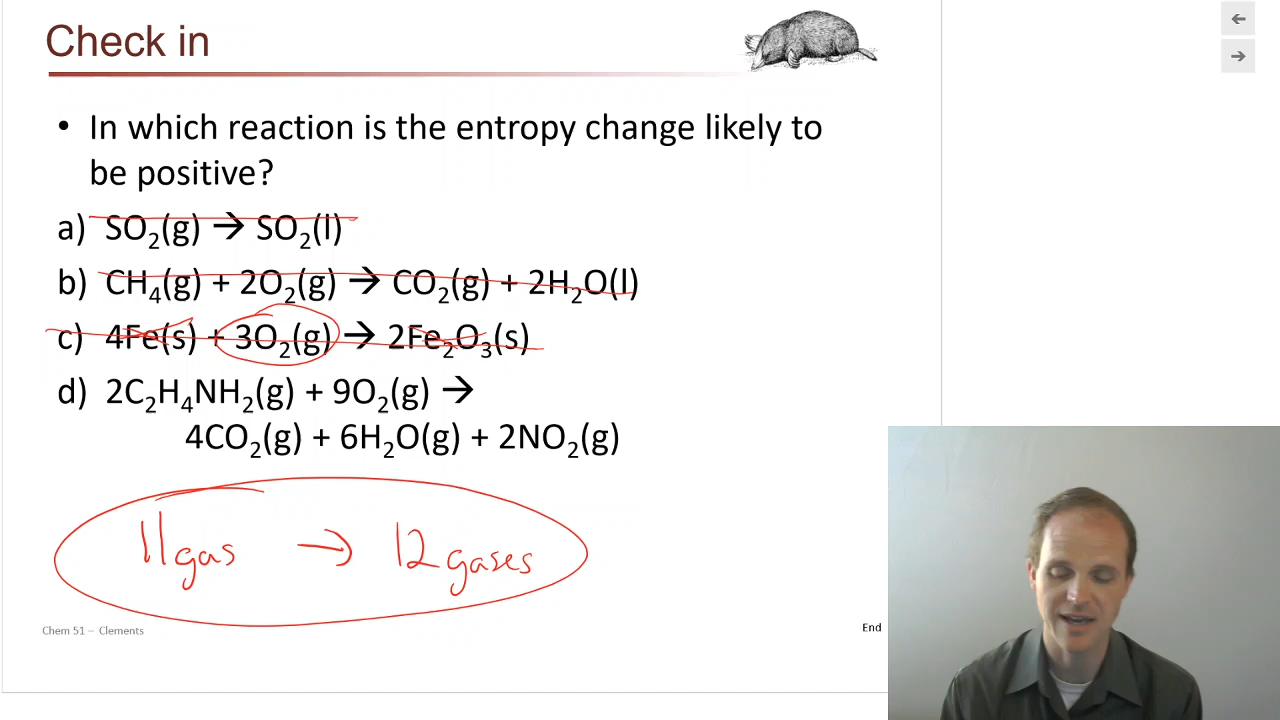 Check in
• In which reaction is the entropy change likely to
be positive?
a) SO₂(g) → SO₂(l)
b) CH₄(g) + 2O₂(g) → CO₂(g) + 2H₂O(l)
c) 4Fe(s) + 3O₂(g) → 2Fe₂O₃(s)
d) 2C₂H₄NH₂(g) + 9O₂(g) →
4CO₂(g) + 6H₂O(g) + 2NO₂(g)
11 gas → 12 gases
Chem 51 – Clements
End